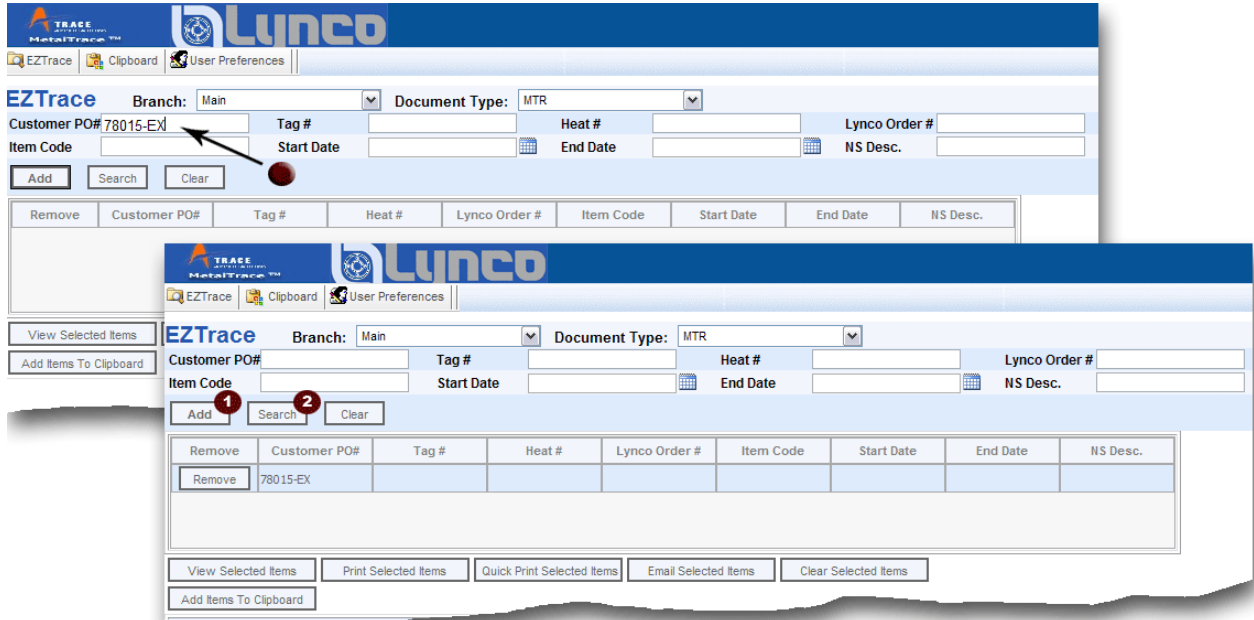 TRACE
MetalTrace ™
Lynco
EZTrace Clipboard User Preferences
EZTrace Branch: Main Document Type: MTR
Customer PO# 78015-EX Tag # Heat # Lynco Order #
Item Code Start Date End Date NS Desc.
Add Search Clear
Remove Customer PO# Tag # Heat # Lynco Order # Item Code Start Date End Date NS Desc.
View Selected Items
Add Items To Clipboard
TRACE
MetalTrace ™
Lynco
EZTrace Clipboard User Preferences
EZTrace Branch: Main Document Type: MTR
Customer PO# Tag # Heat # Lynco Order #
Item Code Start Date End Date NS Desc.
Add 1 Search 2 Clear
Remove Customer PO# Tag # Heat # Lynco Order # Item Code Start Date End Date NS Desc.
Remove 78015-EX
View Selected Items Print Selected Items Quick Print Selected Items Email Selected Items Clear Selected Items
Add Items To Clipboard